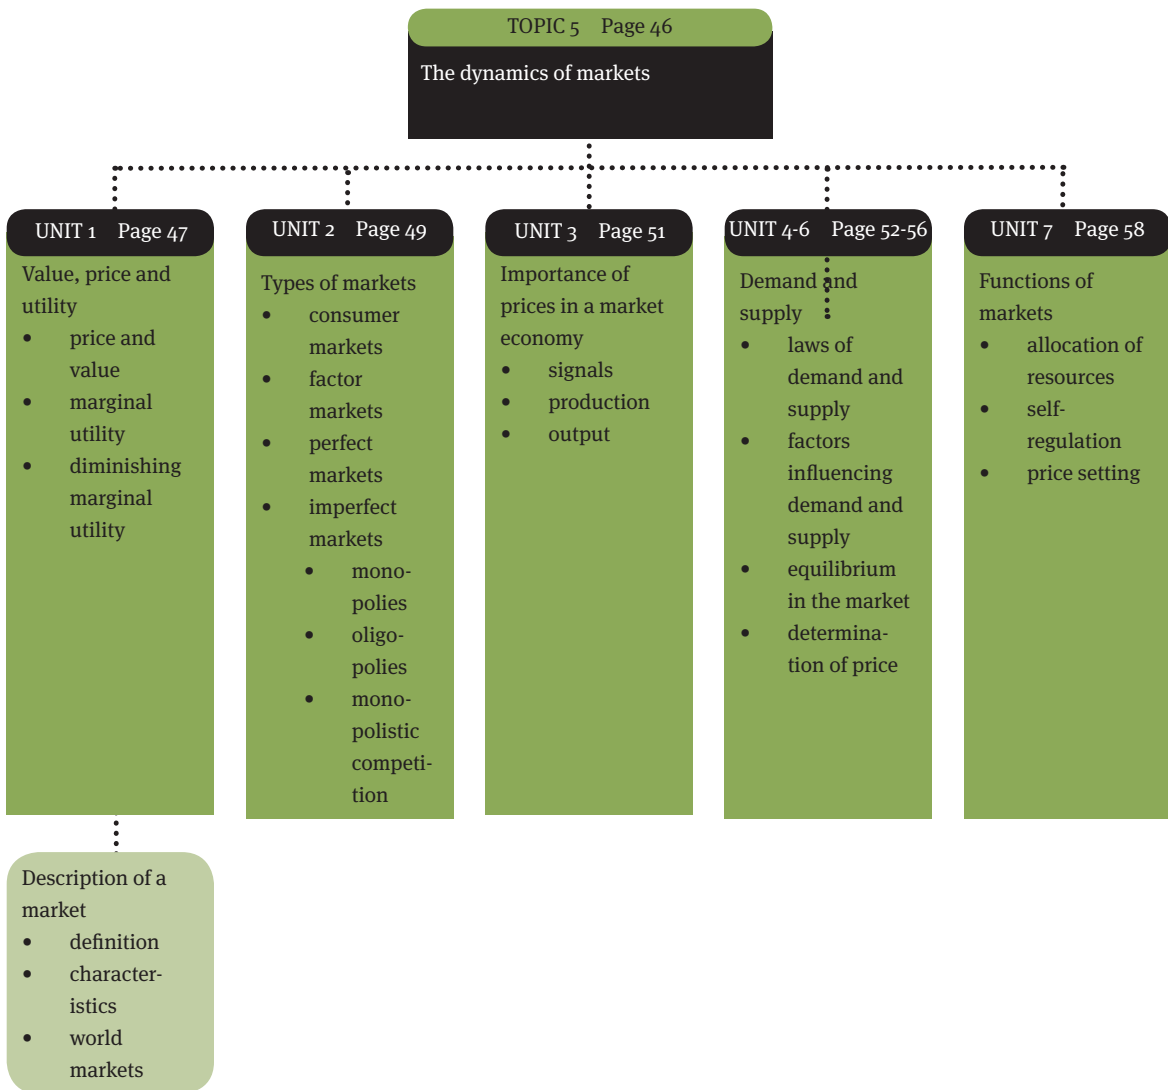 TOPIC 5 Page 46
The dynamics of markets
UNIT 1 Page 47
Value, price and
utility
• price and
value
• marginal
utility
• diminishing
marginal
utility
Description of a
market
• definition
• character-
istics
• world
markets
UNIT 2 Page 49
Types of markets
• consumer
markets
• factor
markets
• perfect
markets
• imperfect
markets
• mono-
polies
• oligo-
polies
• mono-
polistic
competi-
tion
UNIT 3 Page 51
Importance of
prices in a market
economy
• signals
• production
• output
UNIT 4-6 Page 52-56
Demand and
supply
• laws of
demand and
supply
• factors
influencing
demand and
supply
• equilibrium
in the market
• determina-
tion of price
UNIT 7 Page 58
Functions of
markets
• allocation of
resources
• self-
regulation
• price setting